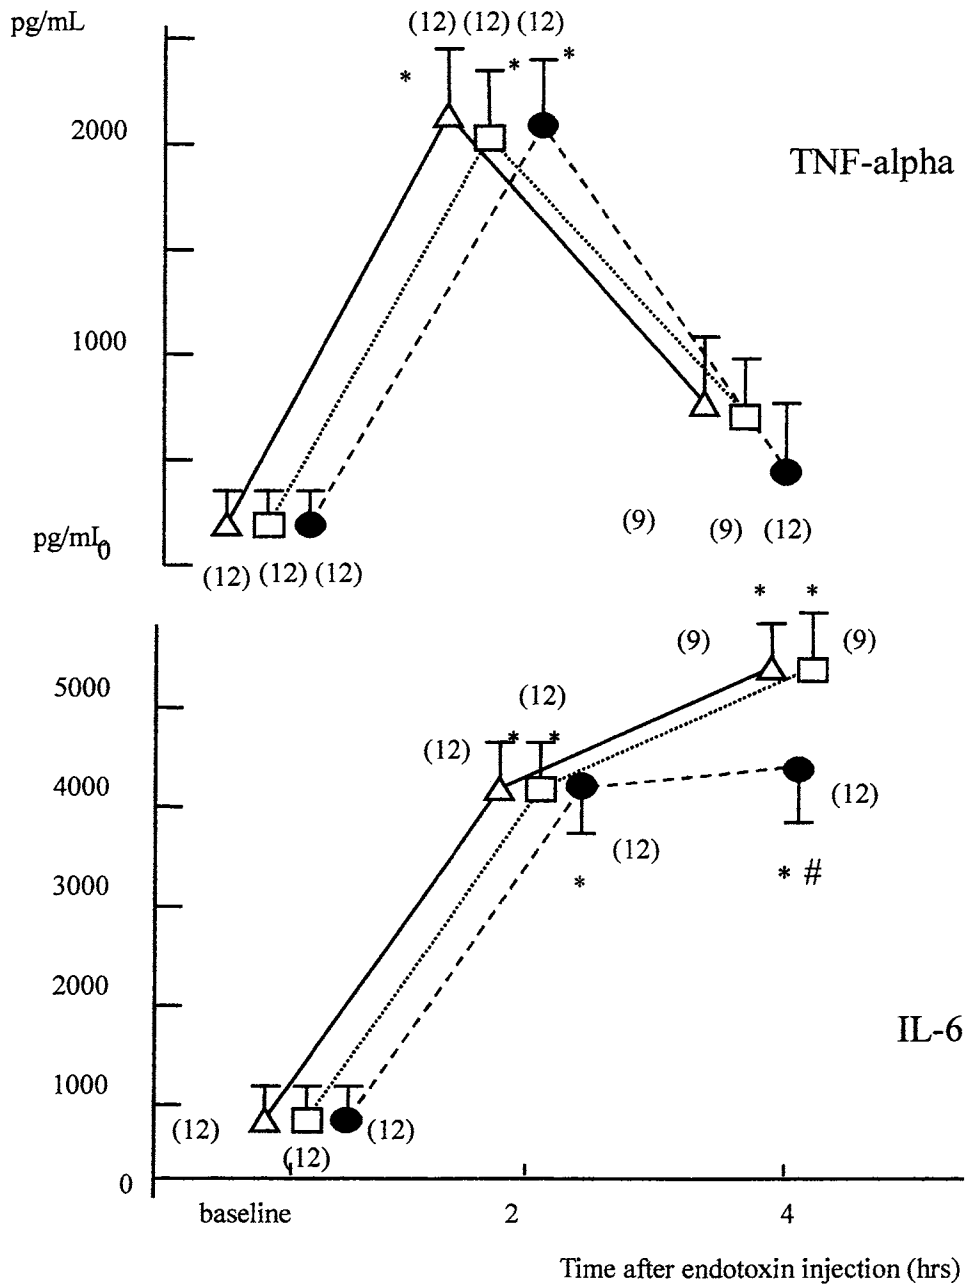 pg/mL
(12) (12) (12)
* * *
2000
TNF-alpha
1000
(9) (9) (12)
pg/mL
0
(12) (12) (12)
* *
(9) (9)
5000
(12)
(12) * *
4000
(12)
(12)
3000
* * #
2000
IL-6
1000
(12) (12)
(12)
0
baseline 2 4
Time after endotoxin injection (hrs)